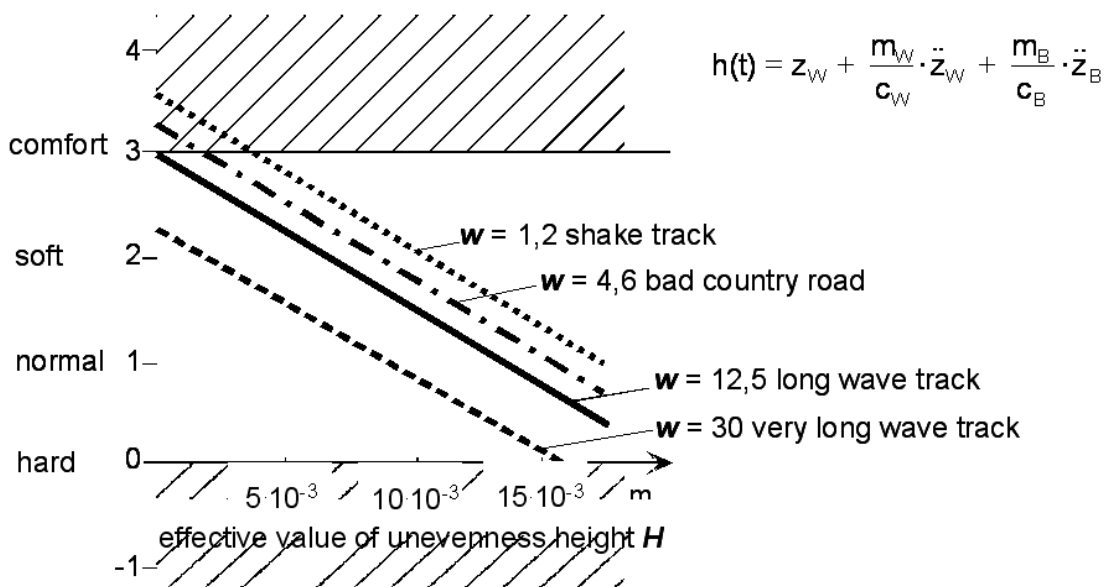 4
h(t) = z_W + m_W/c_W · z̈_W + m_B/c_B · z̈_B
comfort 3
w = 1,2 shake track
soft 2
w = 4,6 bad country road
normal 1
w = 12,5 long wave track
w = 30 very long wave track
hard 0
5·10⁻³ 10·10⁻³ 15·10⁻³ m
effective value of unevenness height H
-1